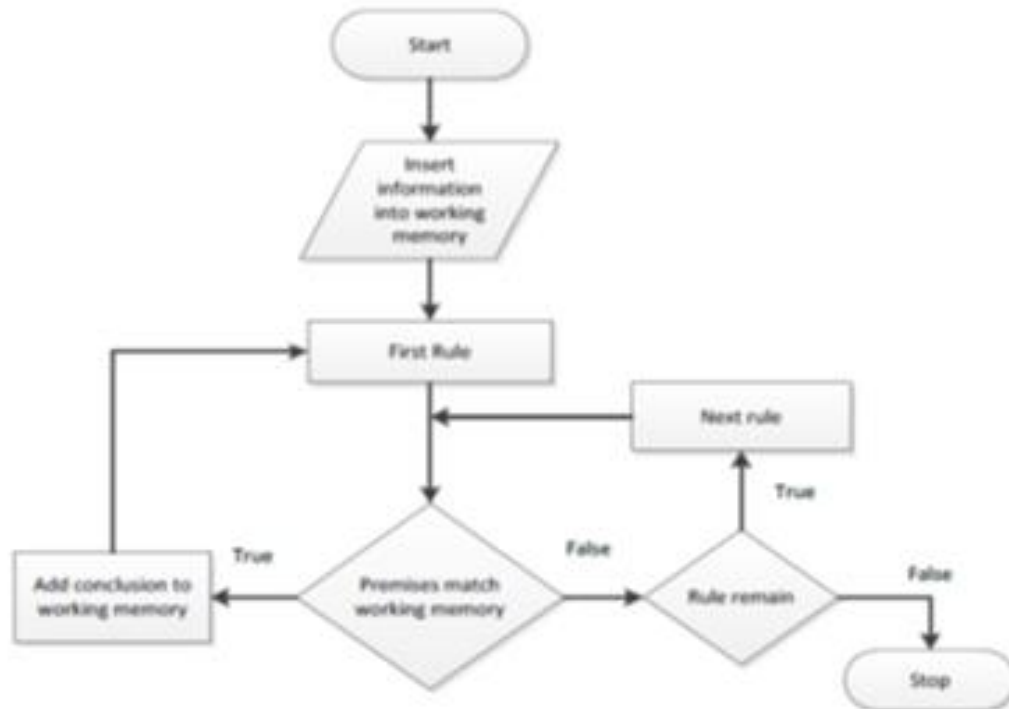 Start
Insert
information
into working
memory
First Rule
Next rule
True
True
False
False
Add conclusion to
working memory
Premises match
working memory
Rule remain
Stop